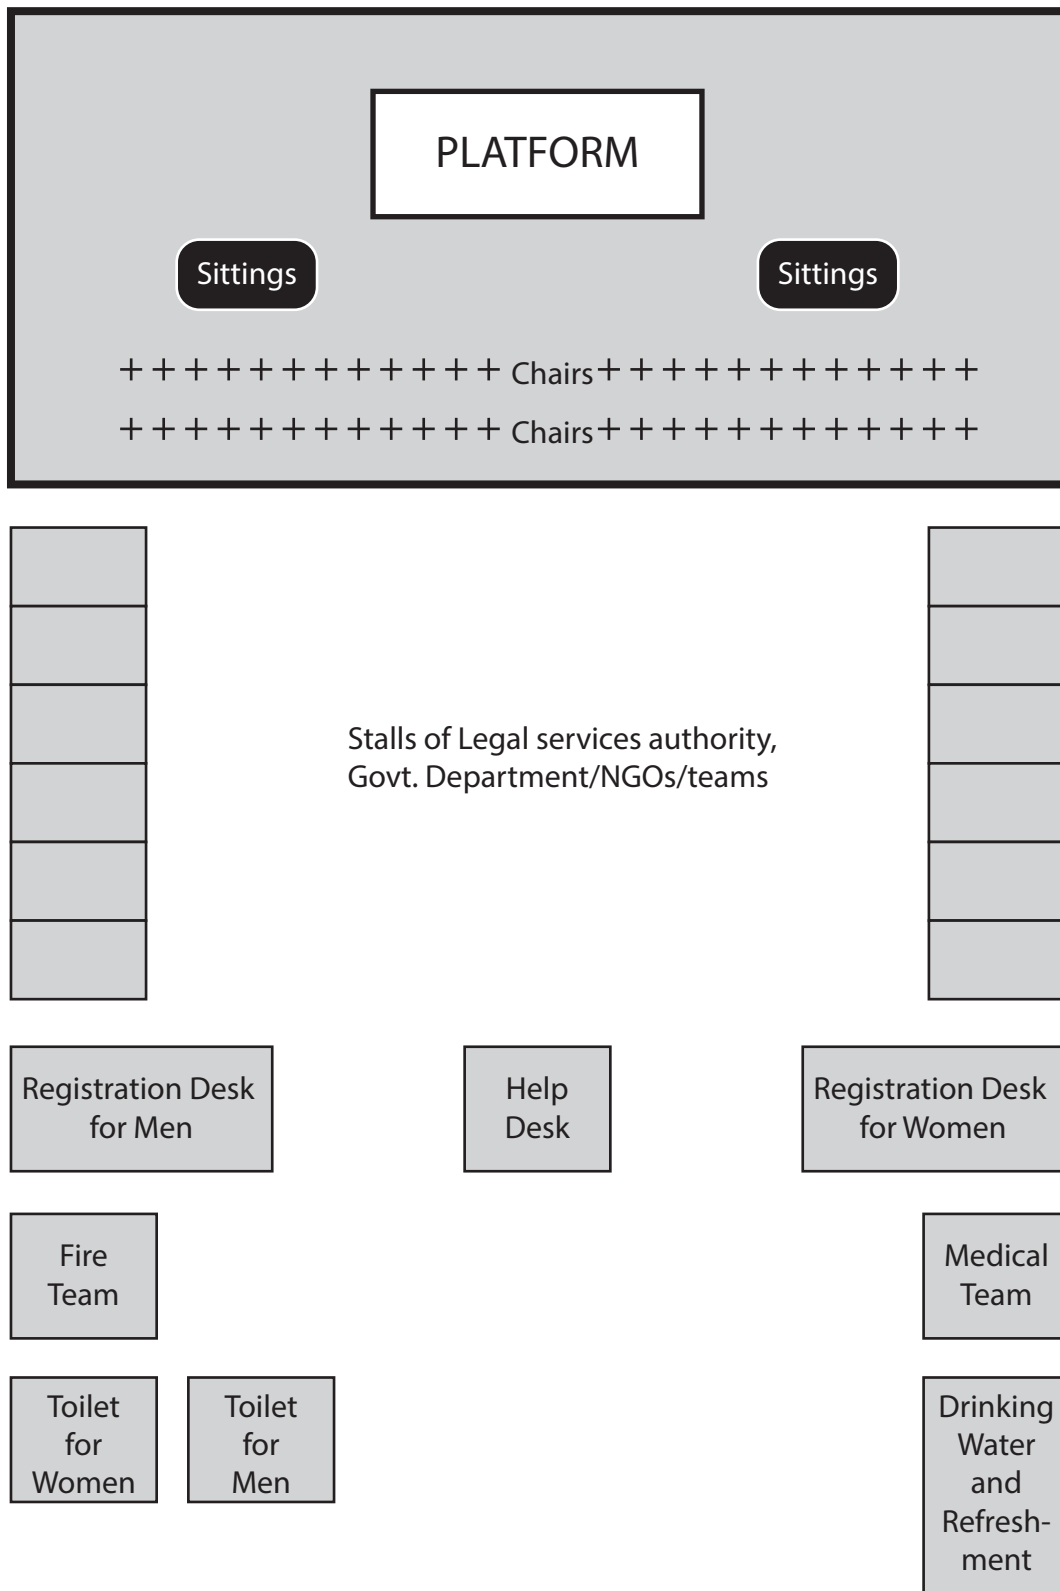 PLATFORM
Sittings
Sittings
++++++++++++ Chairs ++++++++++++
++++++++++++ Chairs ++++++++++++
Stalls of Legal services authority,
Govt. Department/NGOs/teams
Registration Desk
for Men
Help
Desk
Registration Desk
for Women
Fire
Team
Medical
Team
Toilet
for
Women
Toilet
for
Men
Drinking
Water
and
Refresh-
ment